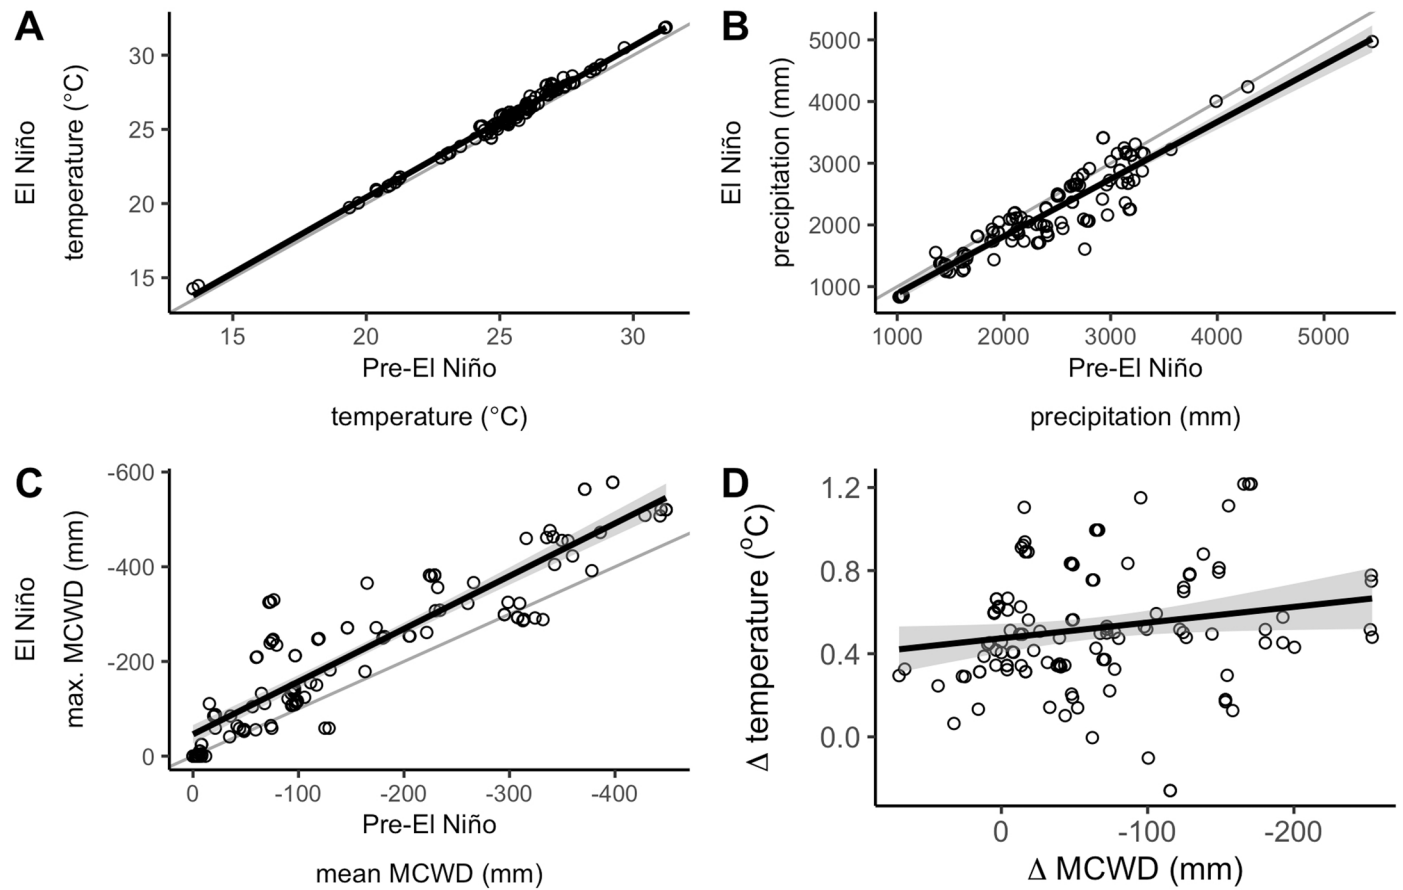 A
El Niño
temperature (°C)
30
25
20
15
15 20 25 30
Pre-El Niño
temperature (°C)
B
El Niño
precipitation (mm)
5000
4000
3000
2000
1000
1000 2000 3000 4000 5000
Pre-El Niño
precipitation (mm)
C
El Niño
max. MCWD (mm)
-600
-400
-200
0
0 -100 -200 -300 -400
Pre-El Niño
mean MCWD (mm)
D
Δ temperature (°C)
1.2
0.8
0.4
0.0
0 -100 -200
Δ MCWD (mm)